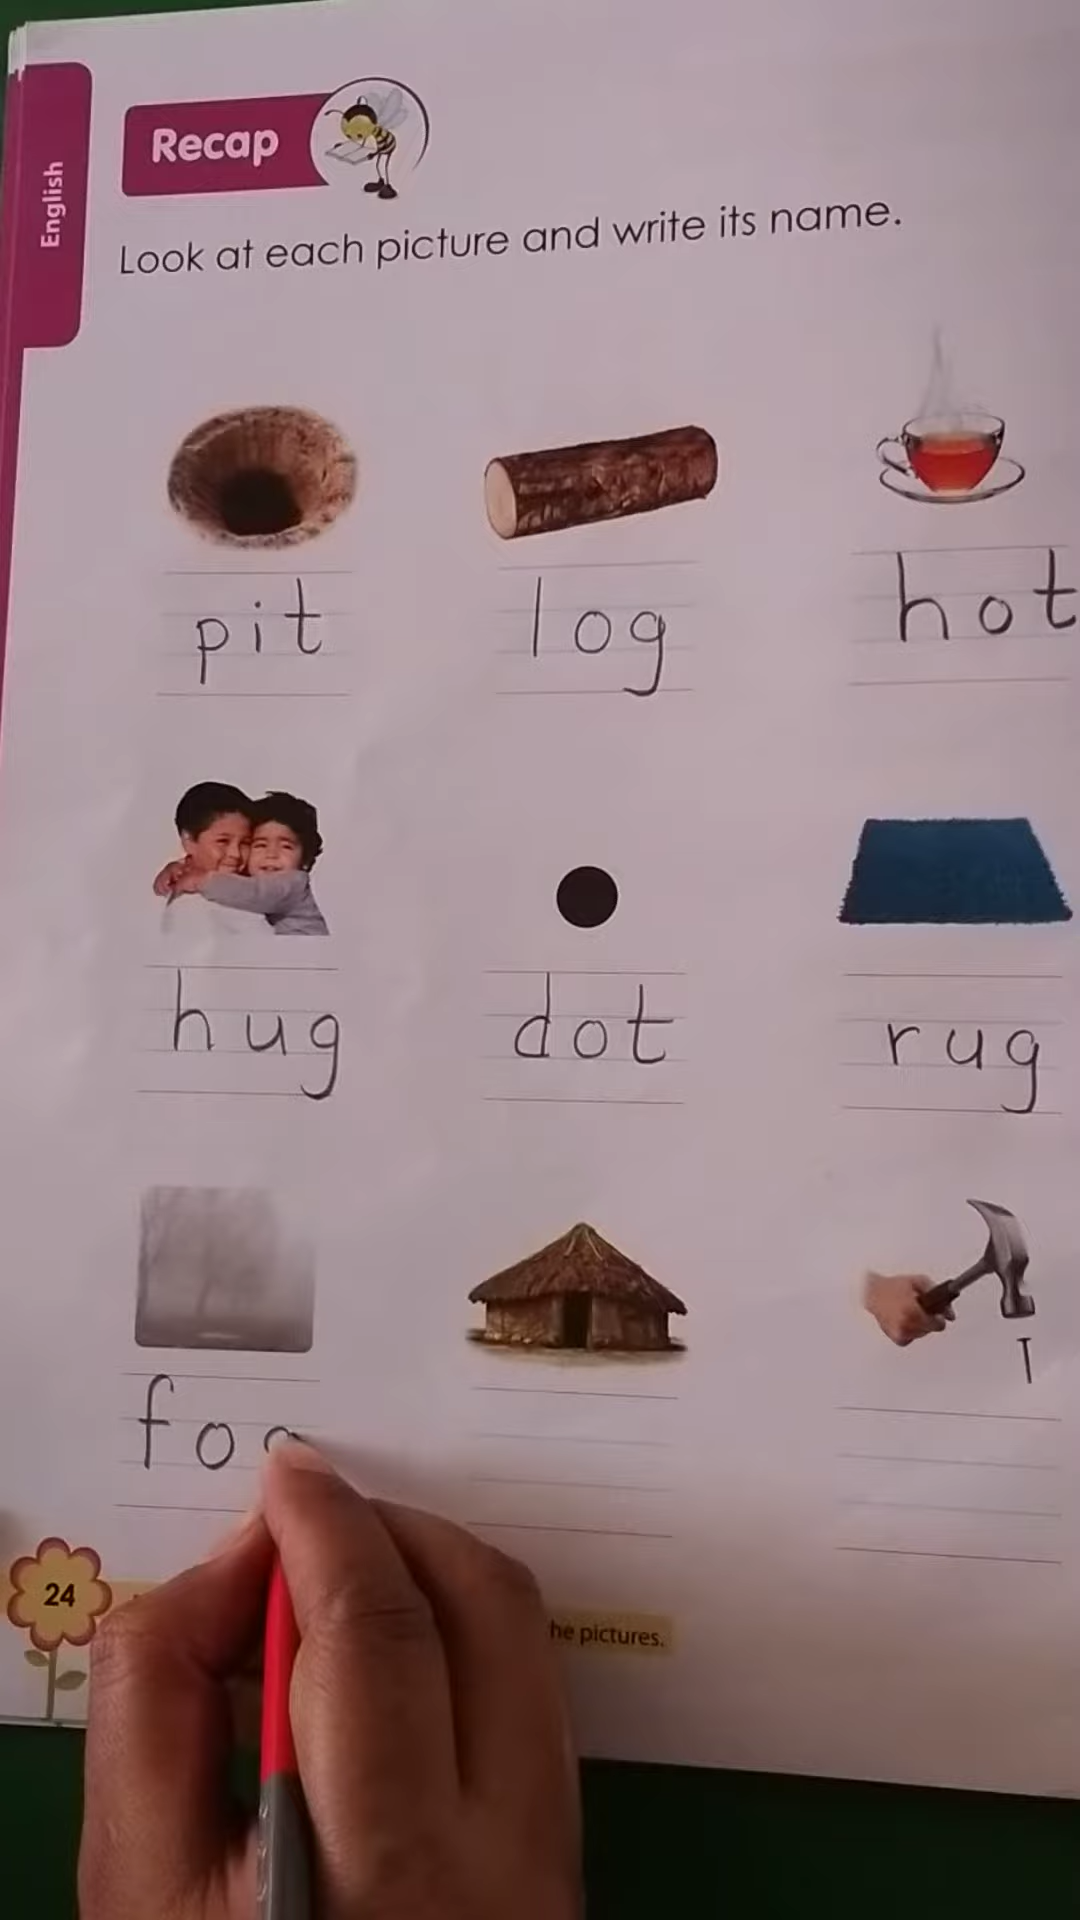 English
Recap
Look at each picture and write its name.
pit log hot
hug dot rug
fo
24
he pictures.